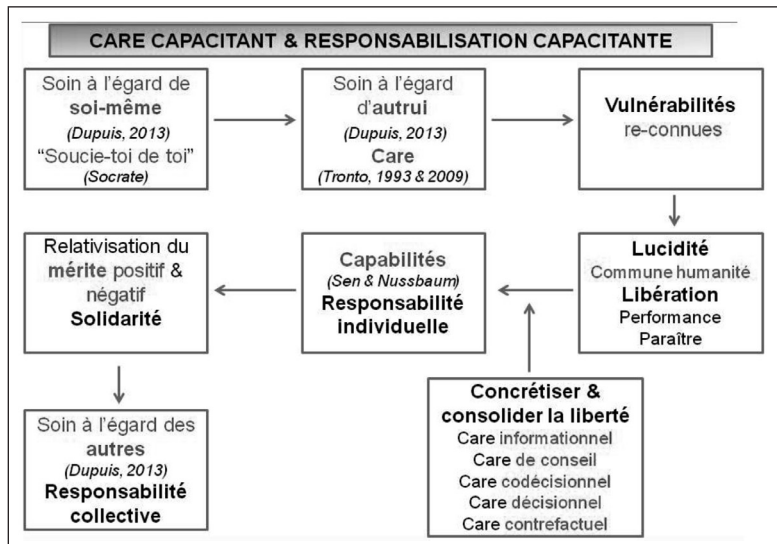 CARE CAPACITANT & RESPONSABILISATION CAPACITANTE
Soin à l'égard de
soi-même
(Dupuis, 2013)
“Soucie-toi de toi”
(Socrate)
Soin à l'égard
d'autrui
(Dupuis, 2013)
Care
(Tronto, 1993 & 2009)
Vulnérabilités
re-connues
Lucidité
Commune humanité
Libération
Performance
Paraître
Capabilités
(Sen & Nussbaum)
Responsabilité
individuelle
Relativisation du
mérite positif &
négatif
Solidarité
Soin à l'égard des
autres
(Dupuis, 2013)
Responsabilité
collective
Concrétiser &
consolider la liberté
Care informationnel
Care de conseil
Care codécisionnel
Care décisionnel
Care contrefactuel